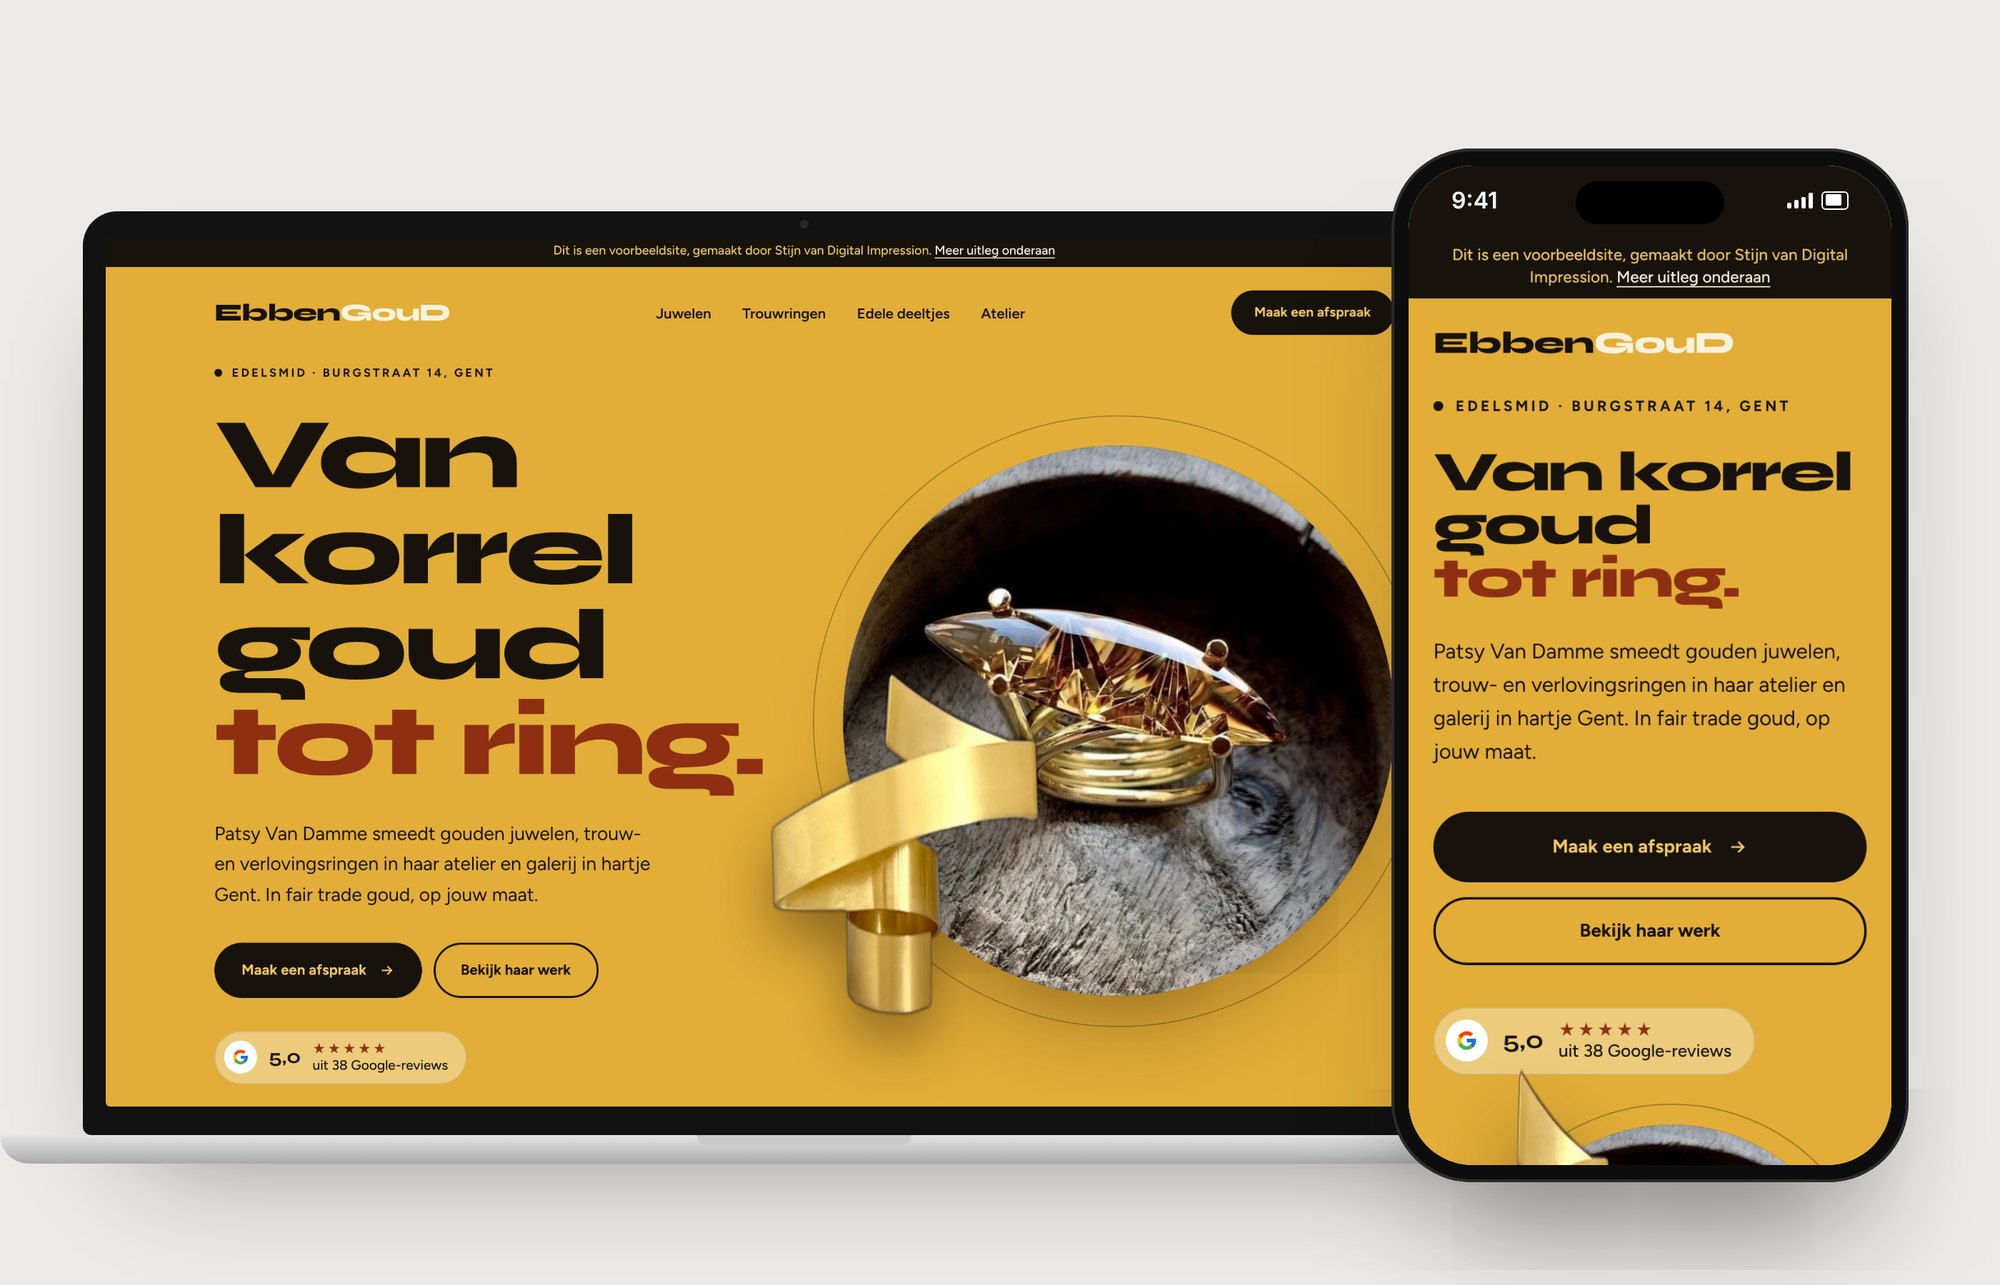 Dit is een voorbeeldsite, gemaakt door Stijn van Digital Impression. Meer uitleg onderaan
EbbenGouD
Juwelen
Trouwringen
Edele deeltjes
Atelier
Maak een afspraak
EDELSMID · BURGSTRAAT 14, GENT
Van
korrel
goud
tot ring.
Patsy Van Damme smeedt gouden juwelen, trouw-
en verlovingsringen in haar atelier en galerij in hartje
Gent. In fair trade goud, op jouw maat.
Maak een afspraak →
Bekijk haar werk
5,0
★★★★★
uit 38 Google-reviews
9:41
Dit is een voorbeeldsite, gemaakt door Stijn van Digital
Impression. Meer uitleg onderaan
EbbenGouD
EDELSMID · BURGSTRAAT 14, GENT
Van korrel
goud
tot ring.
Patsy Van Damme smeedt gouden juwelen,
trouw- en verlovingsringen in haar atelier en
galerij in hartje Gent. In fair trade goud, op
jouw maat.
Maak een afspraak →
Bekijk haar werk
5,0
★★★★★
uit 38 Google-reviews